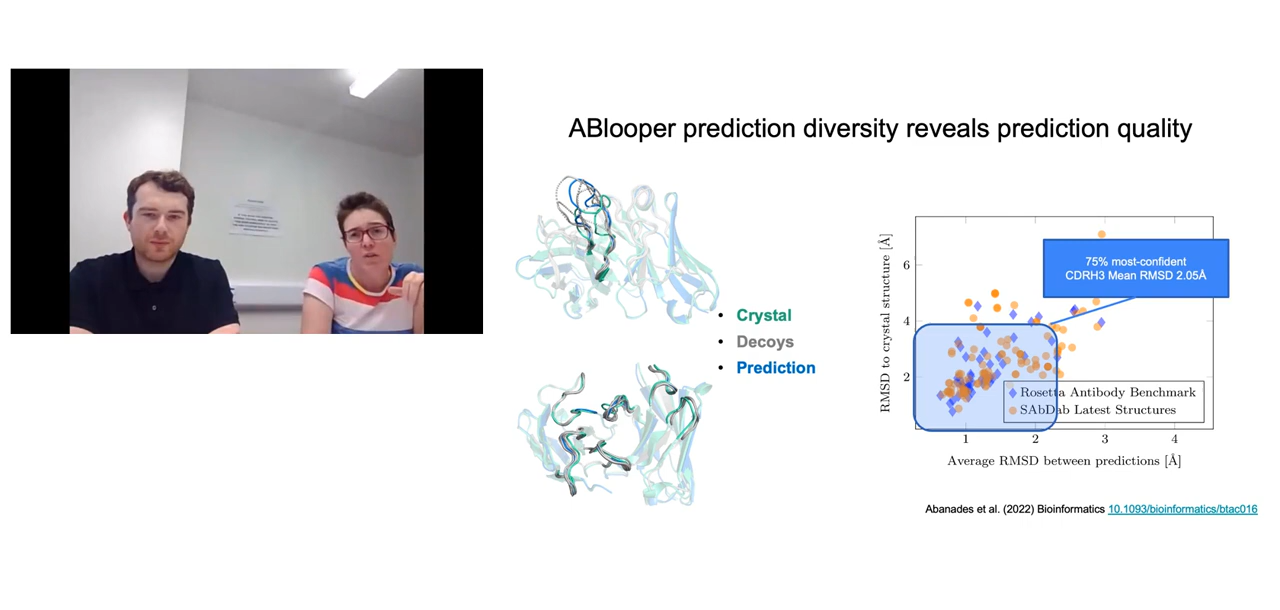 ABlooper prediction diversity reveals prediction quality
• Crystal
• Decoys
• Prediction
RMSD to crystal structure [Å]
6
4
2
75% most-confident
CDRH3 Mean RMSD 2.05Å
Rosetta Antibody Benchmark
SAbDab Latest Structures
1 2 3 4
Average RMSD between predictions [Å]
Abanades et al. (2022) Bioinformatics 10.1093/bioinformatics/btac016